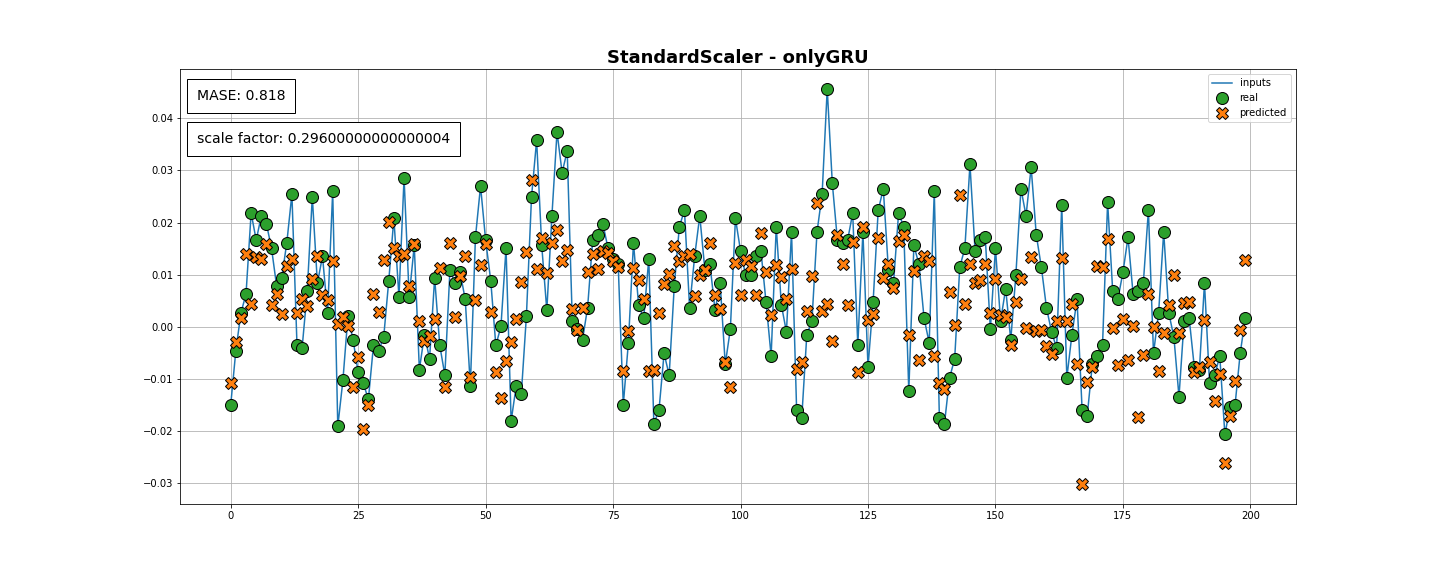 StandardScaler - onlyGRU
MASE: 0.818
scale factor: 0.29600000000000004
inputs
real
predicted
0.04
0.03
0.02
0.01
0.00
−0.01
−0.02
−0.03
0 25 50 75 100 125 150 175 200